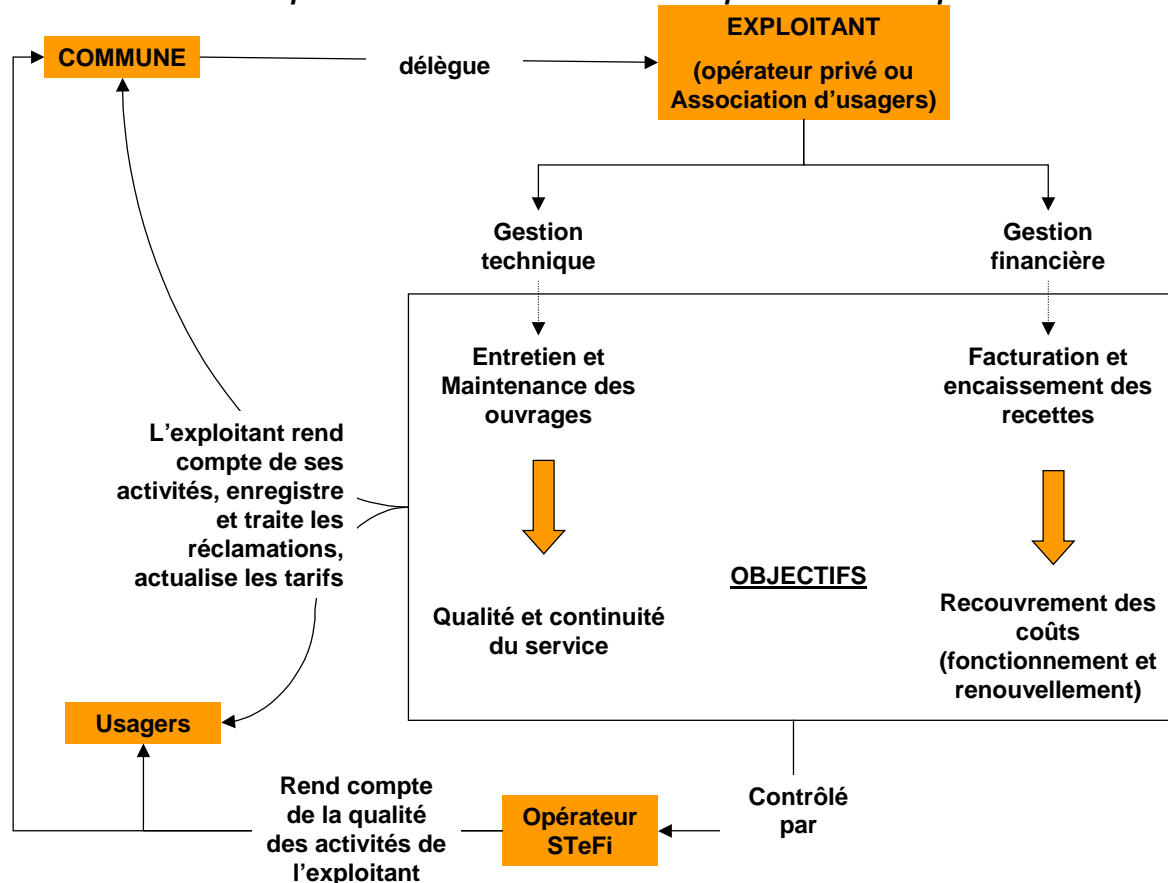 EXPLOITANT
(opérateur privé ou
Association d'usagers)
COMMUNE
délègue
Gestion
technique
Gestion
financière
Entretien et
Maintenance des
ouvrages
Facturation et
encaissement des
recettes
L'exploitant rend
compte de ses
activités, enregistre
et traite les
réclamations,
actualise les tarifs
OBJECTIFS
Qualité et continuité
du service
Recouvrement des
coûts
(fonctionnement et
renouvellement)
Usagers
Rend compte
de la qualité
des activités de
l'exploitant
Opérateur
STeFi
Contrôlé
par